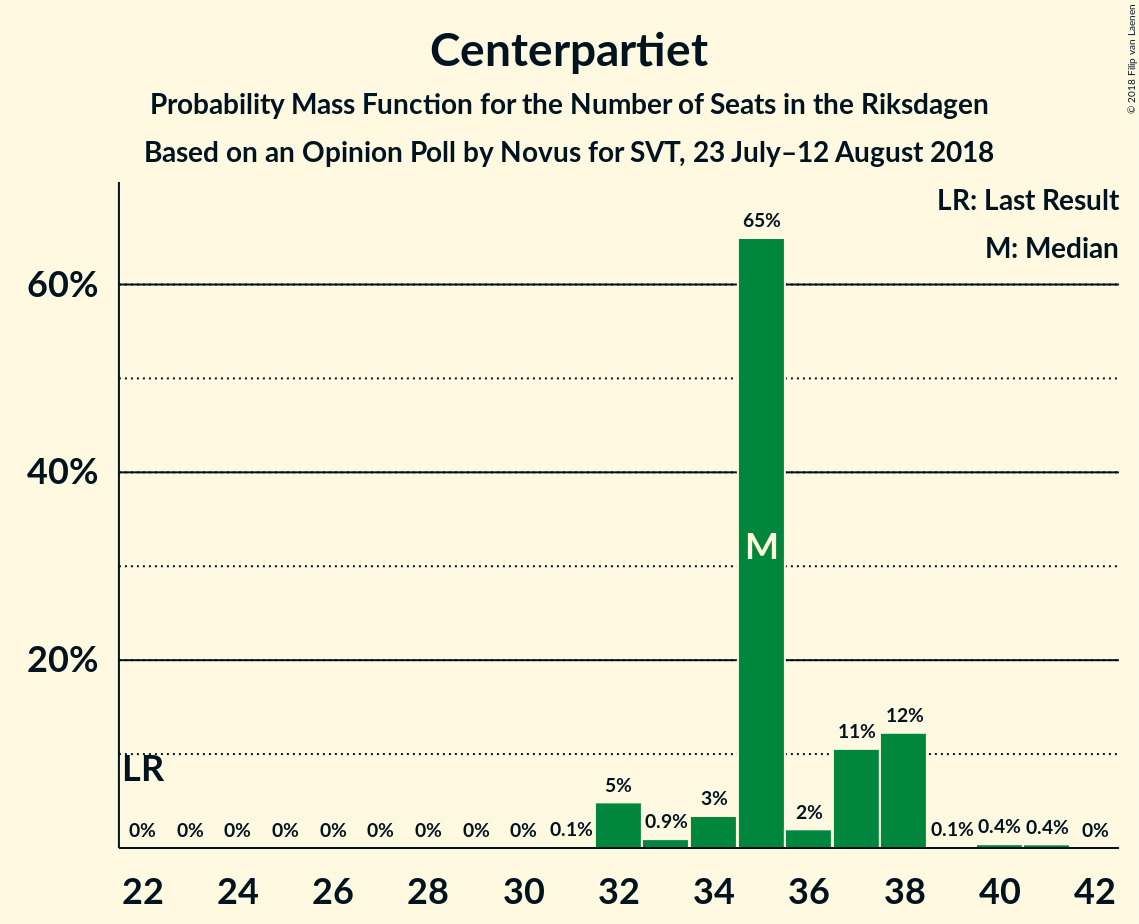 Centerpartiet
Probability Mass Function for the Number of Seats in the Riksdagen
Based on an Opinion Poll by Novus for SVT, 23 July–12 August 2018
© 2018 Filip van Laenen
LR: Last Result
M: Median
65%
60%
40%
M
20%
12%
11%
LR
5%
3%
2%
0% 0% 0% 0% 0% 0% 0% 0% 0% 0.1% 0.9% 0.1% 0.4% 0.4% 0%
22 24 26 28 30 32 34 36 38 40 42